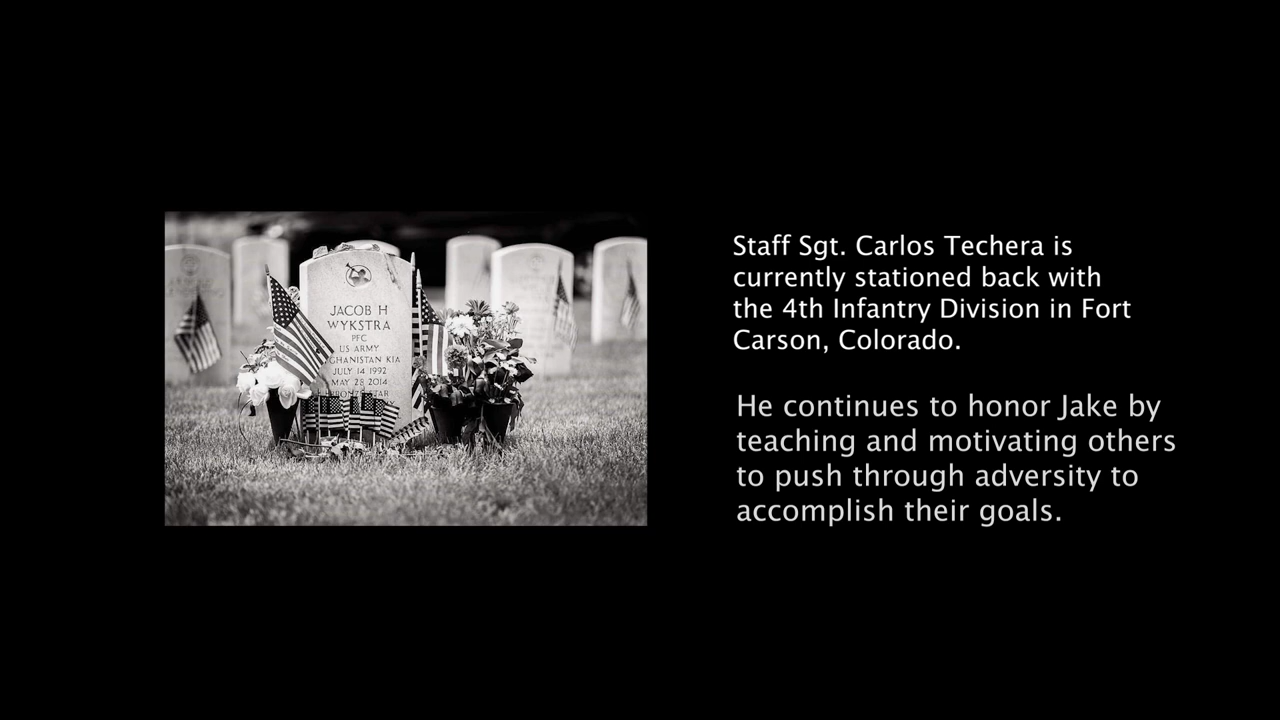 JACOB H
WYKSTRA
PFC
US ARMY
GHANISTAN KIA
JULY 14 1992
MAY 28 2014
Staff Sgt. Carlos Techera is
currently stationed back with
the 4th Infantry Division in Fort
Carson, Colorado.
He continues to honor Jake by
teaching and motivating others
to push through adversity to
accomplish their goals.